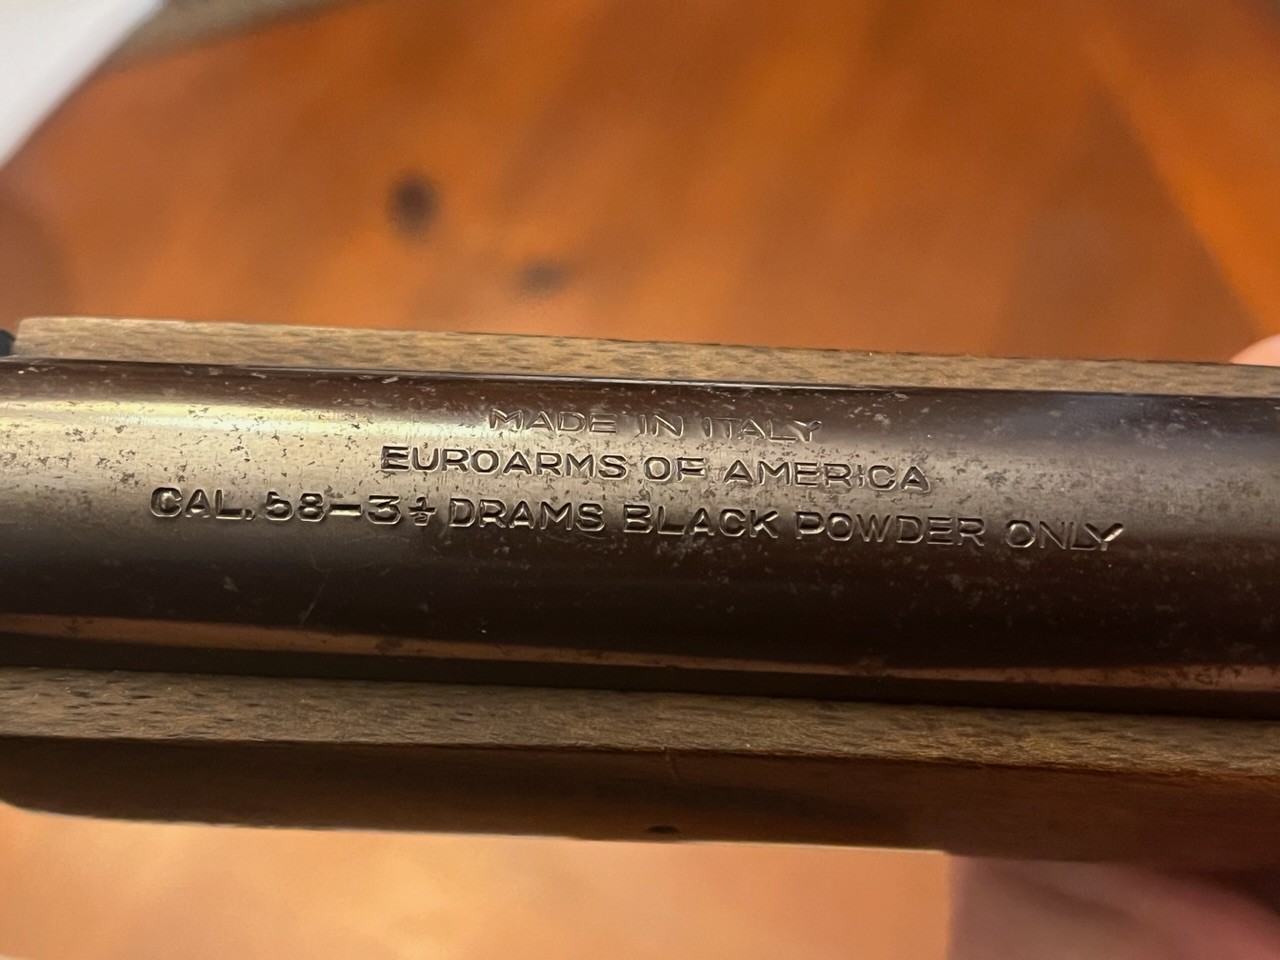 MADE IN ITALY
EUROARMS OF AMERICA
CAL. 58-3½ DRAMS BLACK POWDER ONLY